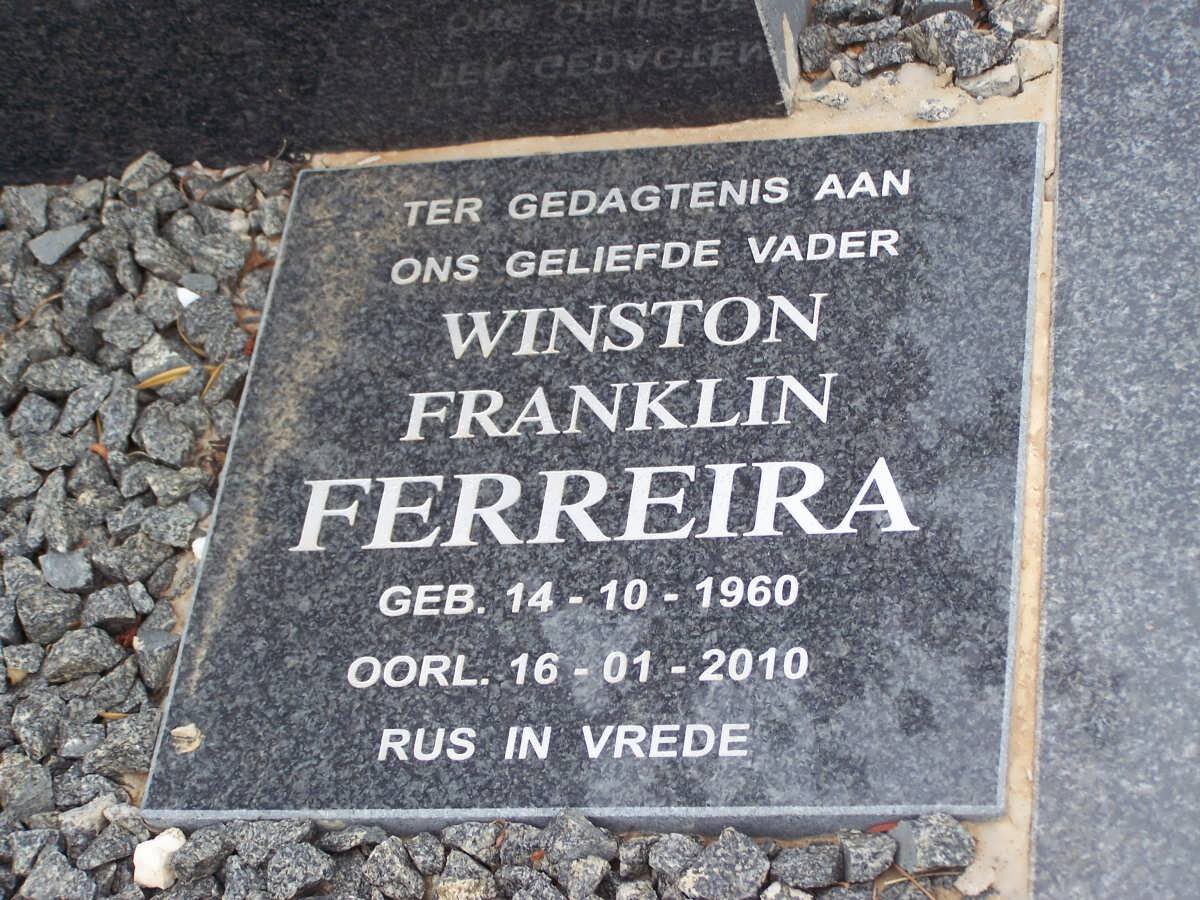 TER GEDAGTENIS AAN
ONS GELIEFDE VADER
WINSTON
FRANKLIN
FERREIRA
GEB. 14 - 10 - 1960
OORL. 16 - 01 - 2010
RUS IN VREDE